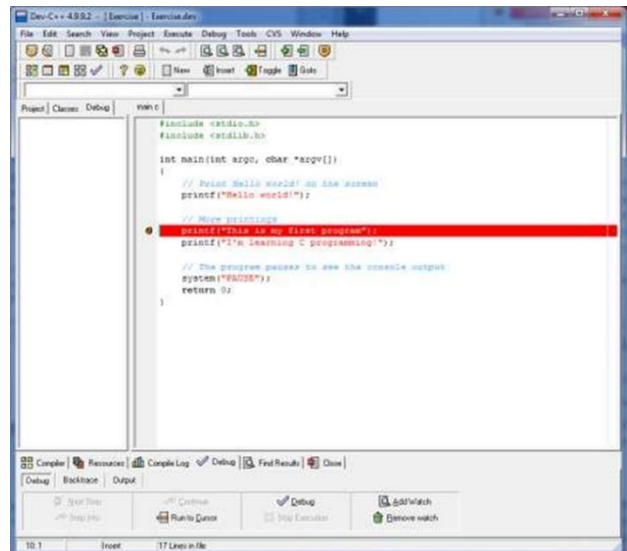 Dev-C++ 4.9.9.2 - [ Exercise ] - Exercise.dev
File Edit Search View Project Execute Debug Tools CVS Window Help
New Insert Toggle Goto
Project Classes Debug main.c
#include <stdio.h>
#include <stdlib.h>
int main(int argc, char *argv[])
{
// Print Hello world! on the screen
printf("Hello world!");
// More printings
printf("This is my first program");
printf("I'm learning C programming!");
// The program pauses to see the console output
system("PAUSE");
return 0;
}
Compiler Resources Compile Log Debug Find Results Close
Debug Backtrace Output
Next Step Continue Debug Add Watch
Step Into Run to Cursor Stop Execution Remove watch
10: 1 Insert 17 Lines in file